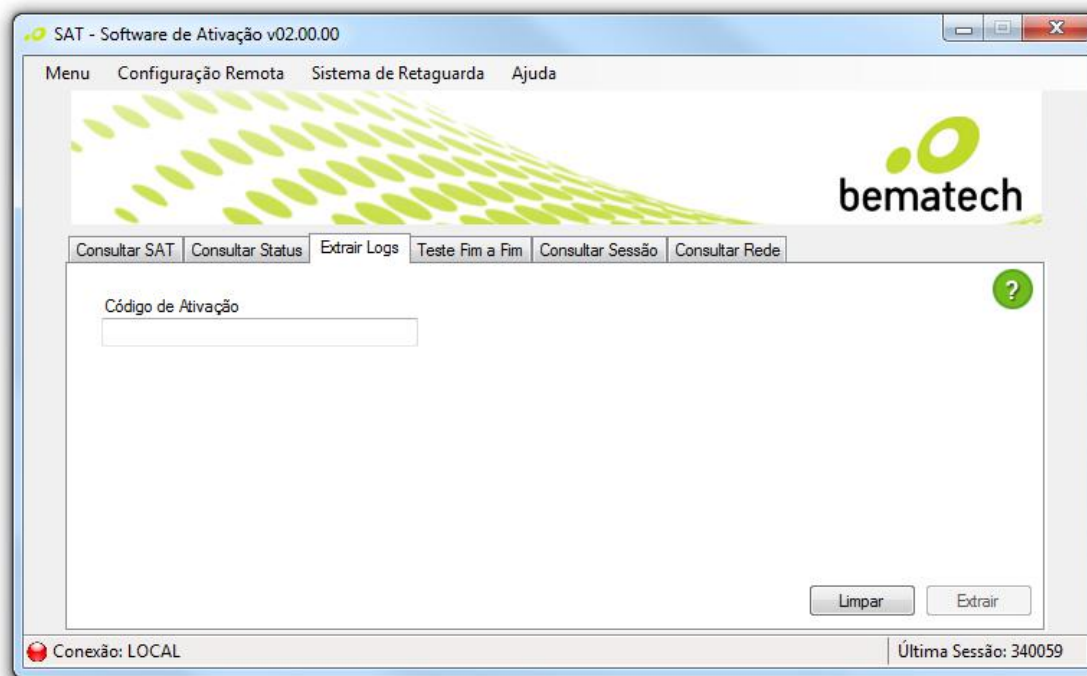 SAT - Software de Ativação v02.00.00
Menu Configuração Remota Sistema de Retaguarda Ajuda
bematech
Consultar SAT Consultar Status Extrair Logs Teste Fim a Fim Consultar Sessão Consultar Rede
?
Código de Ativação
Limpar Extrair
Conexão: LOCAL Última Sessão: 340059